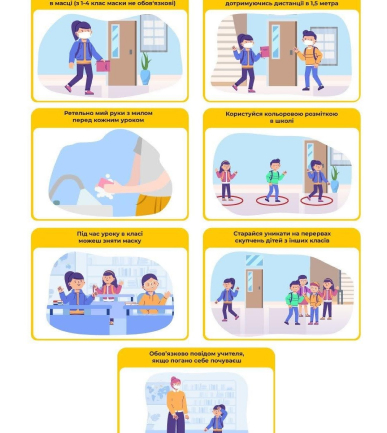 в масці (з 1-4 клас маски не обов'язкові)
дотримуючись дистанції в 1,5 метра
Ретельно мий руки з милом
перед кожним уроком
Користуйся кольоровою розміткою
в школі
Під час уроку в класі
можеш зняти маску
Старайся уникати на перервах
скупчень дітей з інших класів
Обов'язково повідом учителя,
якщо погано себе почуваєш